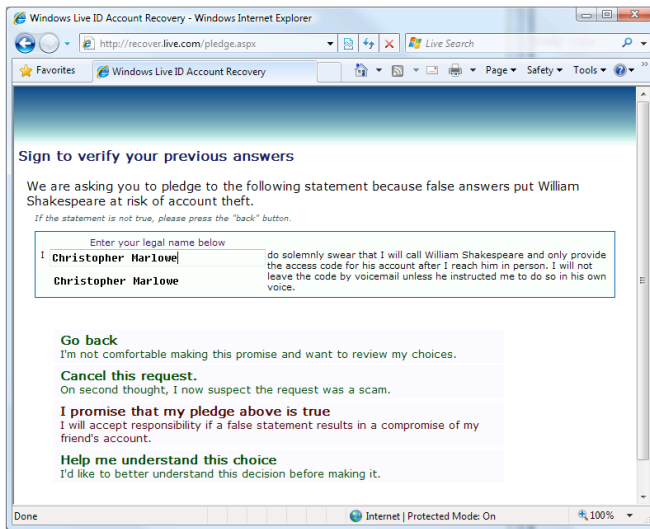 Windows Live ID Account Recovery - Windows Internet Explorer
http://recover.live.com/pledge.aspx
Live Search
Favorites
Windows Live ID Account Recovery
Page
Safety
Tools
Sign to verify your previous answers
We are asking you to pledge to the following statement because false answers put William
Shakespeare at risk of account theft.
If the statement is not true, please press the "back" button.
Enter your legal name below
I
Christopher Marlowe
Christopher Marlowe
do solemnly swear that I will call William Shakespeare and only provide
the access code for his account after I reach him in person. I will not
leave the code by voicemail unless he instructed me to do so in his own
voice.
Go back
I'm not comfortable making this promise and want to review my choices.
Cancel this request.
On second thought, I now suspect the request was a scam.
I promise that my pledge above is true
I will accept responsibility if a false statement results in a compromise of my
friend's account.
Help me understand this choice
I'd like to better understand this decision before making it.
Done
Internet | Protected Mode: On
100%